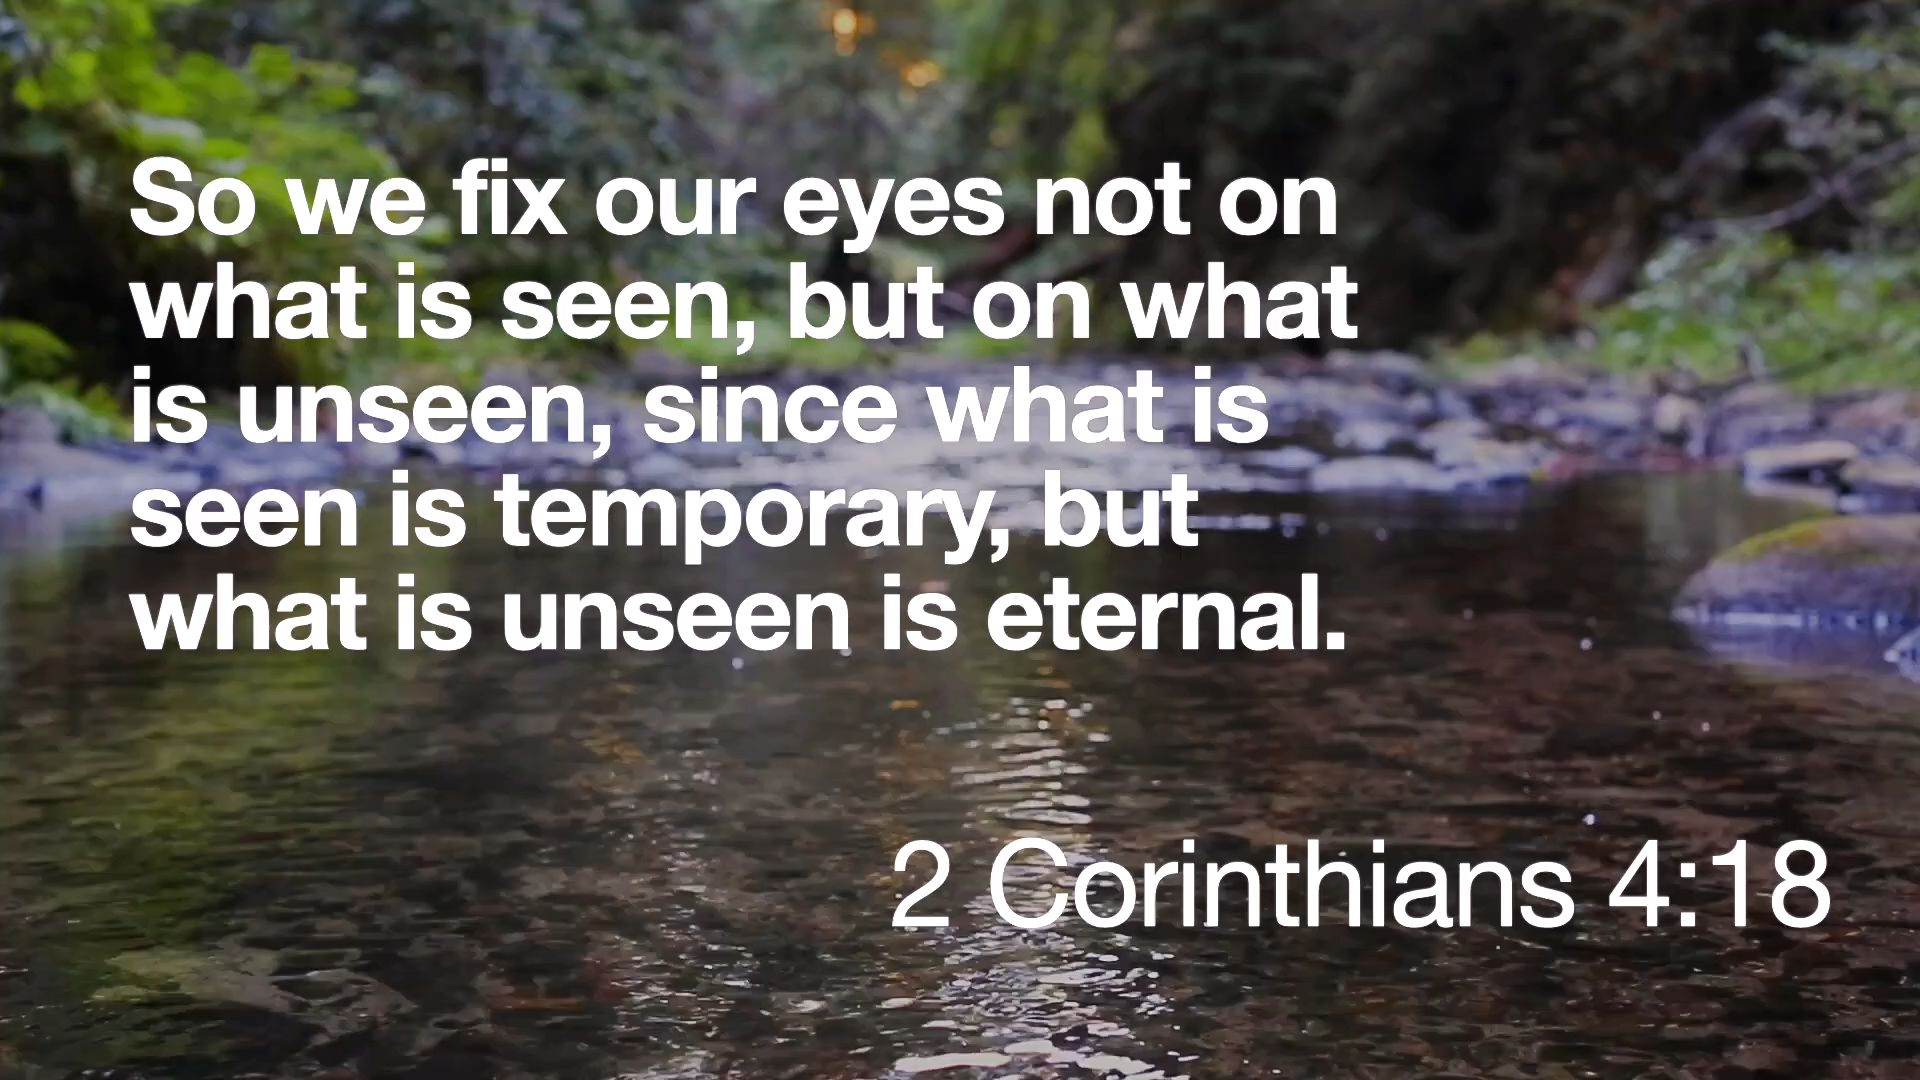 So we fix our eyes not on
what is seen, but on what
is unseen, since what is
seen is temporary, but
what is unseen is eternal.
2 Corinthians 4:18